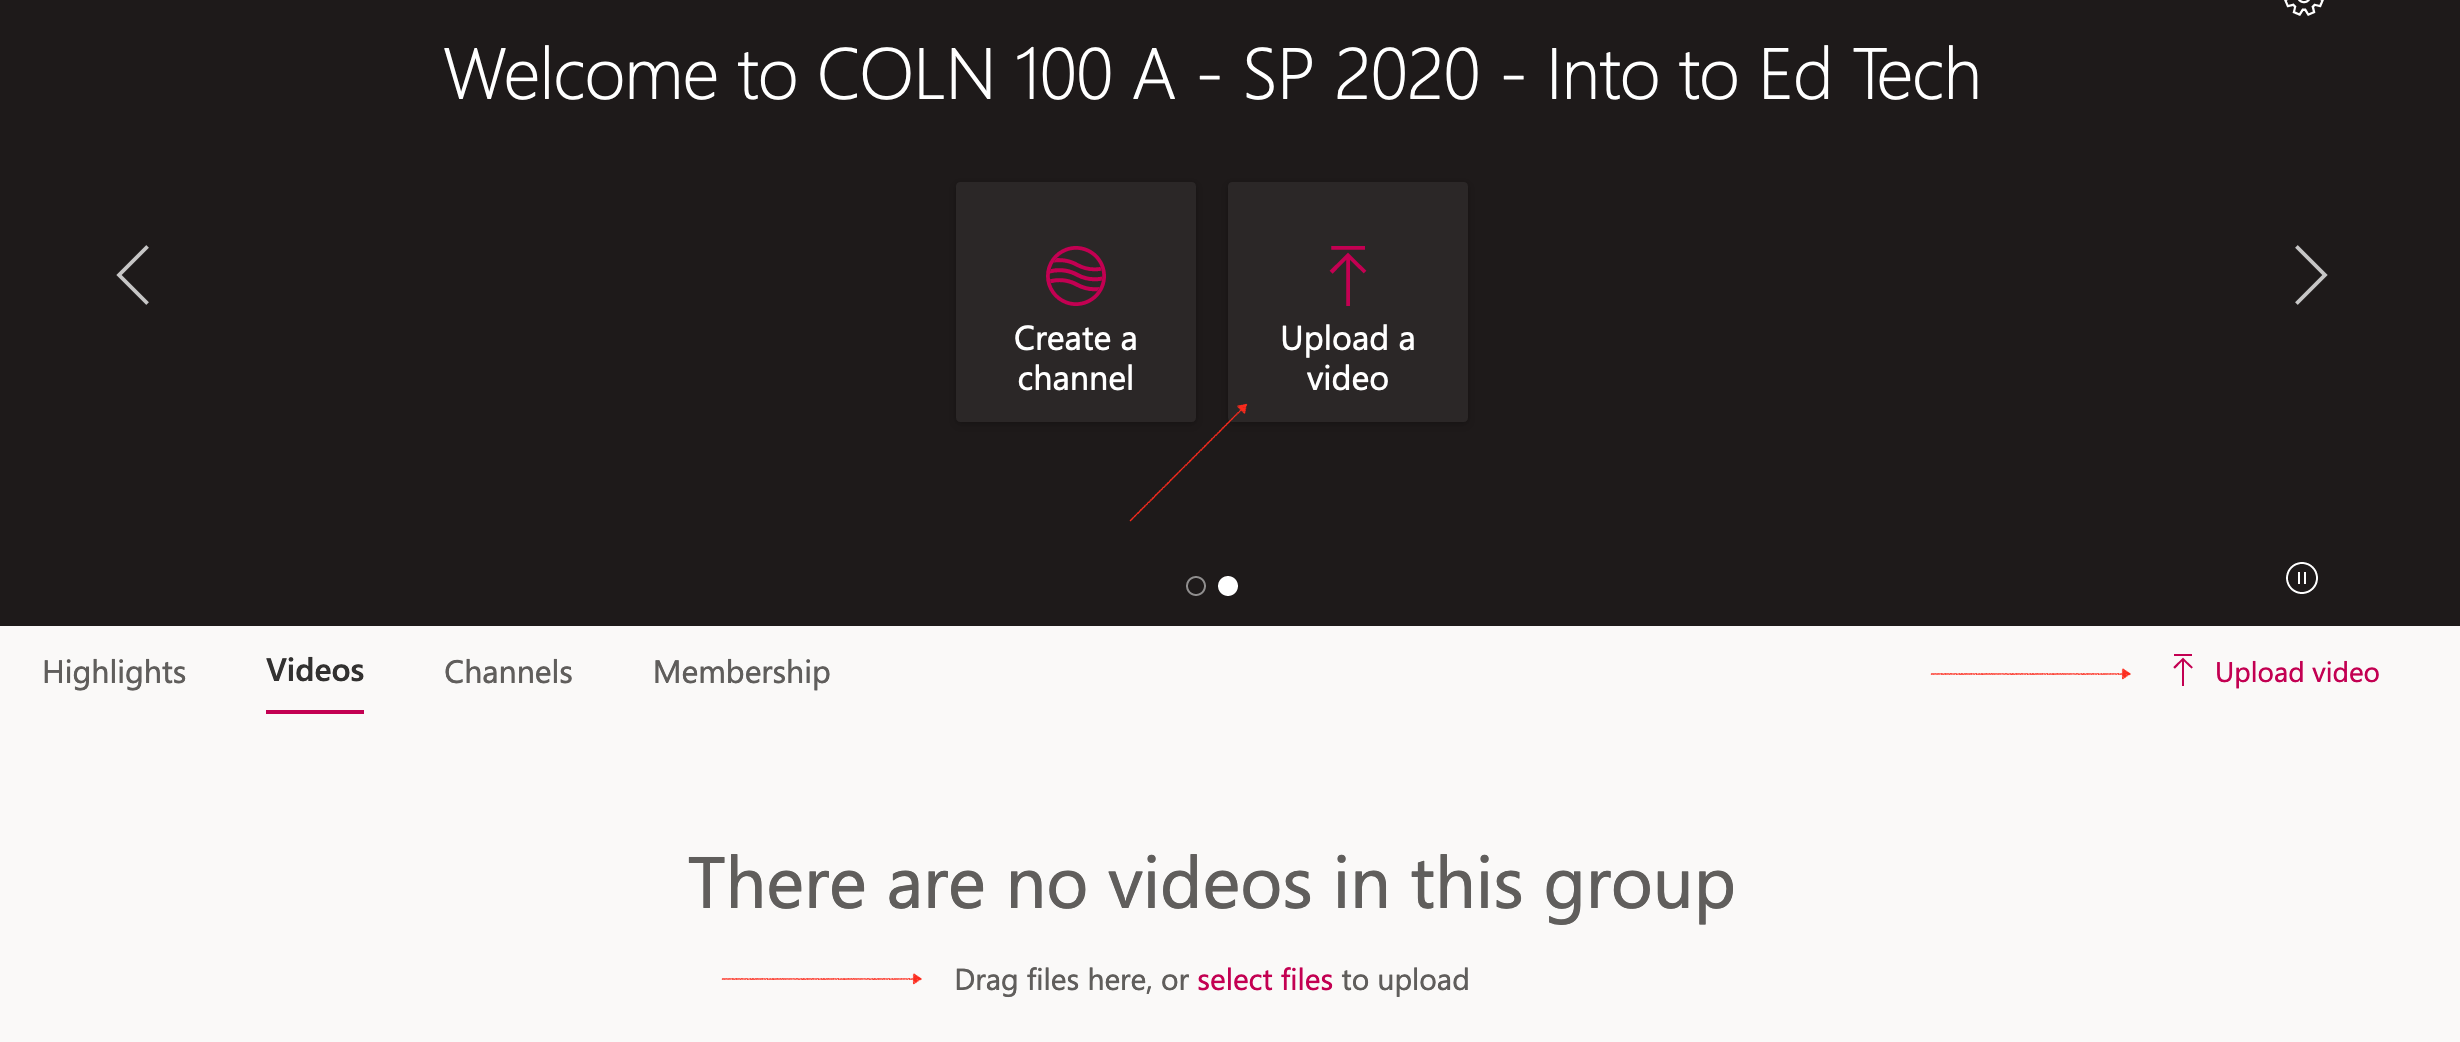 Welcome to COLN 100 A - SP 2020 - Into to Ed Tech
Create a
channel
Upload a
video
Highlights
Videos
Channels
Membership
Upload video
There are no videos in this group
Drag files here, or select files to upload